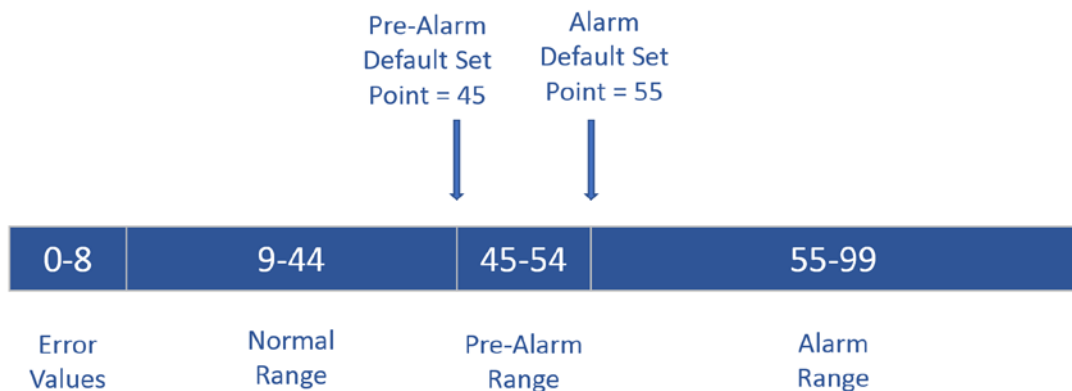 Pre-Alarm
Default Set
Point = 45
Alarm
Default Set
Point = 55
0-8
9-44
45-54
55-99
Error
Values
Normal
Range
Pre-Alarm
Range
Alarm
Range